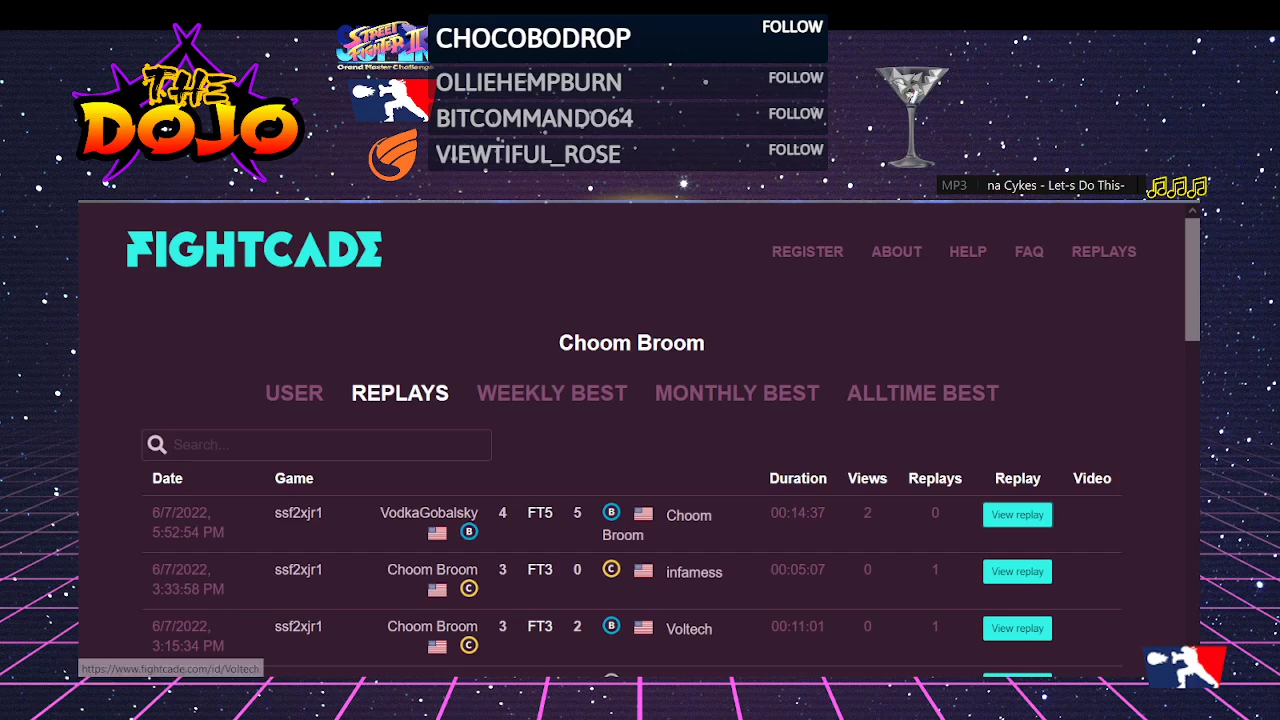 THE
DOJO
STREET
FIGHTER II
Grand Master Challenge
CHOCOBODROP FOLLOW
OLLIEHEMPBURN FOLLOW
BITCOMMANDO64 FOLLOW
VIEWTIFUL_ROSE FOLLOW
MP3 na Cykes - Let-s Do This-
FIGHTCADE
REGISTER ABOUT HELP FAQ REPLAYS
Choom Broom
USER REPLAYS WEEKLY BEST MONTHLY BEST ALLTIME BEST
Search...
Date Game Duration Views Replays Replay Video
6/7/2022, ssf2xjr1 VodkaGobalsky 4 FT5 5 B Choom 00:14:37 2 0 View replay
5:52:54 PM B Broom
6/7/2022, ssf2xjr1 Choom Broom 3 FT3 0 C infamess 00:05:07 0 1 View replay
3:33:58 PM C
6/7/2022, ssf2xjr1 Choom Broom 3 FT3 2 B Voltech 00:11:01 0 1 View replay
3:15:34 PM C
https://www.fightcade.com/id/Voltech